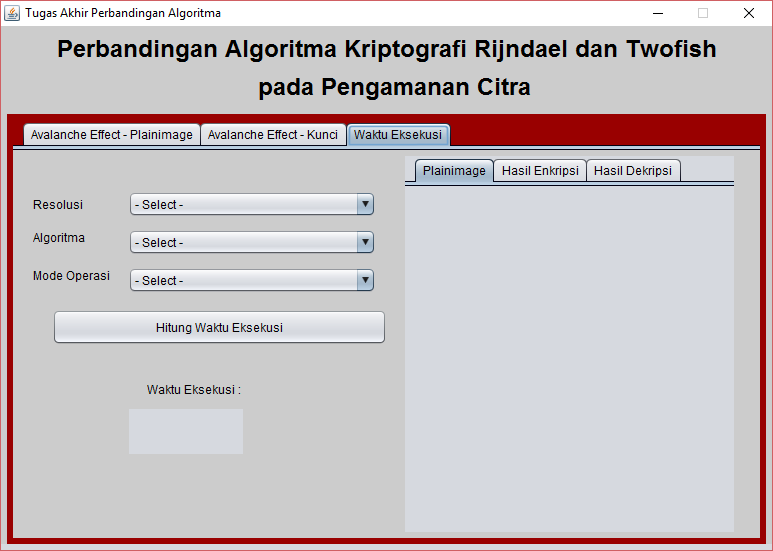 Tugas Akhir Perbandingan Algoritma
Perbandingan Algoritma Kriptografi Rijndael dan Twofish
pada Pengamanan Citra
Avalanche Effect - Plainimage Avalanche Effect - Kunci Waktu Eksekusi
Plainimage Hasil Enkripsi Hasil Dekripsi
Resolusi - Select -
Algoritma - Select -
Mode Operasi - Select -
Hitung Waktu Eksekusi
Waktu Eksekusi :